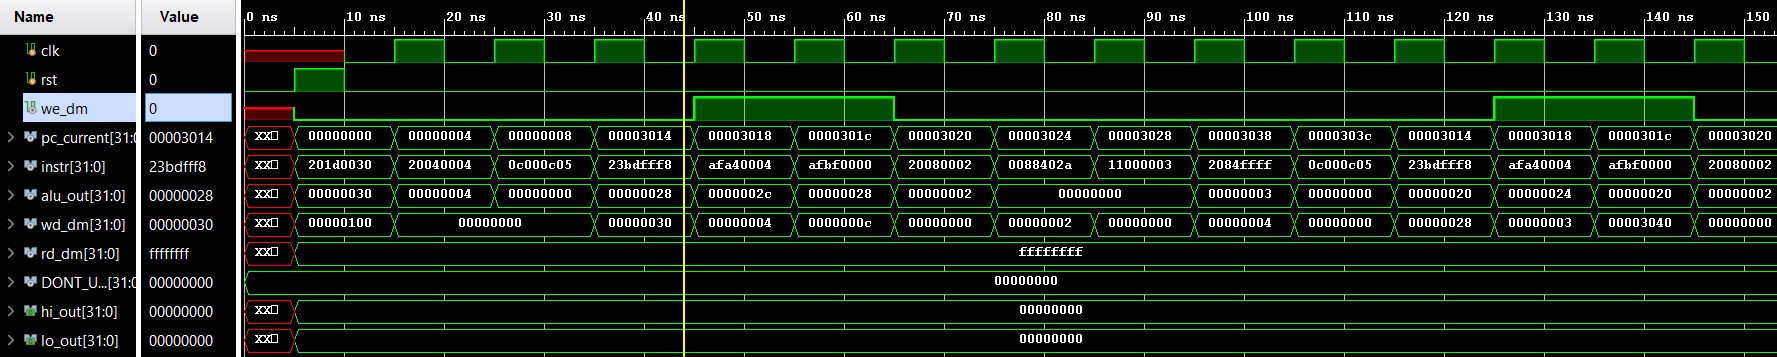 Name Value 0 ns 10 ns 20 ns 30 ns 40 ns 50 ns 60 ns 70 ns 80 ns 90 ns 100 ns 110 ns 120 ns 130 ns 140 ns 150
clk 0
rst 0
we_dm 0
pc_current[31:0 00003014 XX 00000000 00000004 00000008 00003014 00003018 0000301c 00003020 00003024 00003028 00003038 0000303c 00003014 00003018 0000301c 00003020
instr[31:0] 23bdfff8 XX 201d0030 20040004 0c000c05 23bdfff8 afa40004 afbf0000 20080002 0088402a 11000003 2084ffff 0c000c05 23bdfff8 afa40004 afbf0000 20080002
alu_out[31:0] 00000028 XX 00000030 00000004 00000000 00000028 0000002c 00000028 00000002 00000000 00000003 00000000 00000020 00000024 00000020 00000002
wd_dm[31:0] 00000030 XX 00000100 00000000 00000030 00000004 0000000c 00000000 00000002 00000000 00000004 00000000 00000028 00000003 00003040 00000000
rd_dm[31:0] ffffffff XX ffffffff
DONT_U...[31:0 00000000 00000000
hi_out[31:0] 00000000 XX 00000000
lo_out[31:0] 00000000 XX 00000000